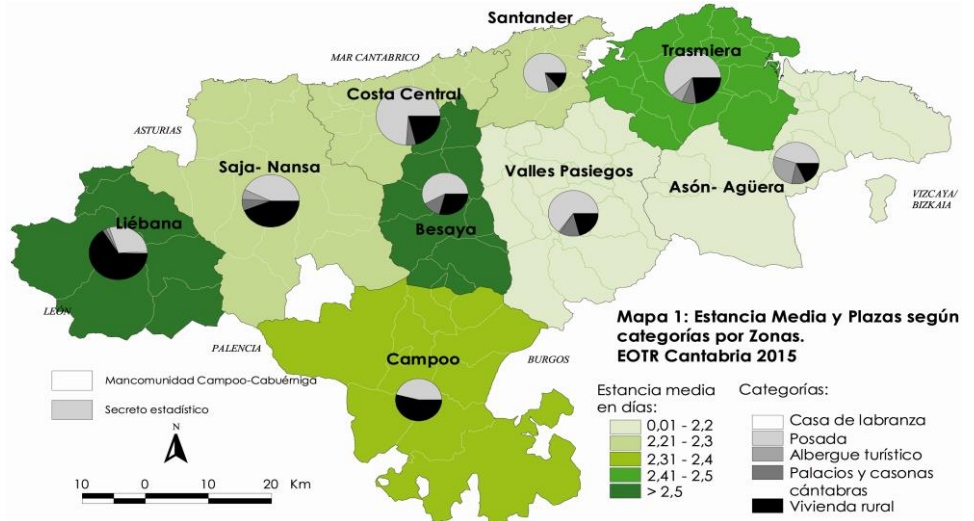 Santander
MAR CANTABRICO
Trasmiera
Costa Central
ASTURIAS
Saja- Nansa
Valles Pasiegos
Asón- Agüera
VIZCAYA/
BIZKAIA
Liébana
Besaya
LEÓN
PALENCIA
Campoo
BURGOS
Mapa 1: Estancia Media y Plazas según
categorías por Zonas.
EOTR Cantabria 2015
Mancomunidad Campoo-Cabuérniga
Secreto estadístico
N
10 0 10 20 Km
Estancia media
en días:
0,01 - 2,2
2,21 - 2,3
2,31 - 2,4
2,41 - 2,5
> 2,5
Categorías:
Casa de labranza
Posada
Albergue turístico
Palacios y casonas
cántabras
Vivienda rural